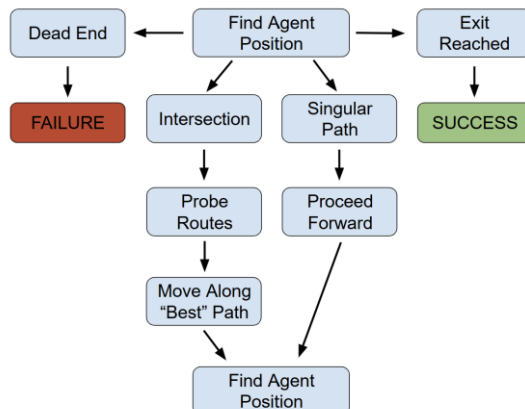 Dead End
Find Agent
Position
Exit
Reached
FAILURE
Intersection
Singular
Path
SUCCESS
Probe
Routes
Proceed
Forward
Move Along
“Best” Path
Find Agent
Position